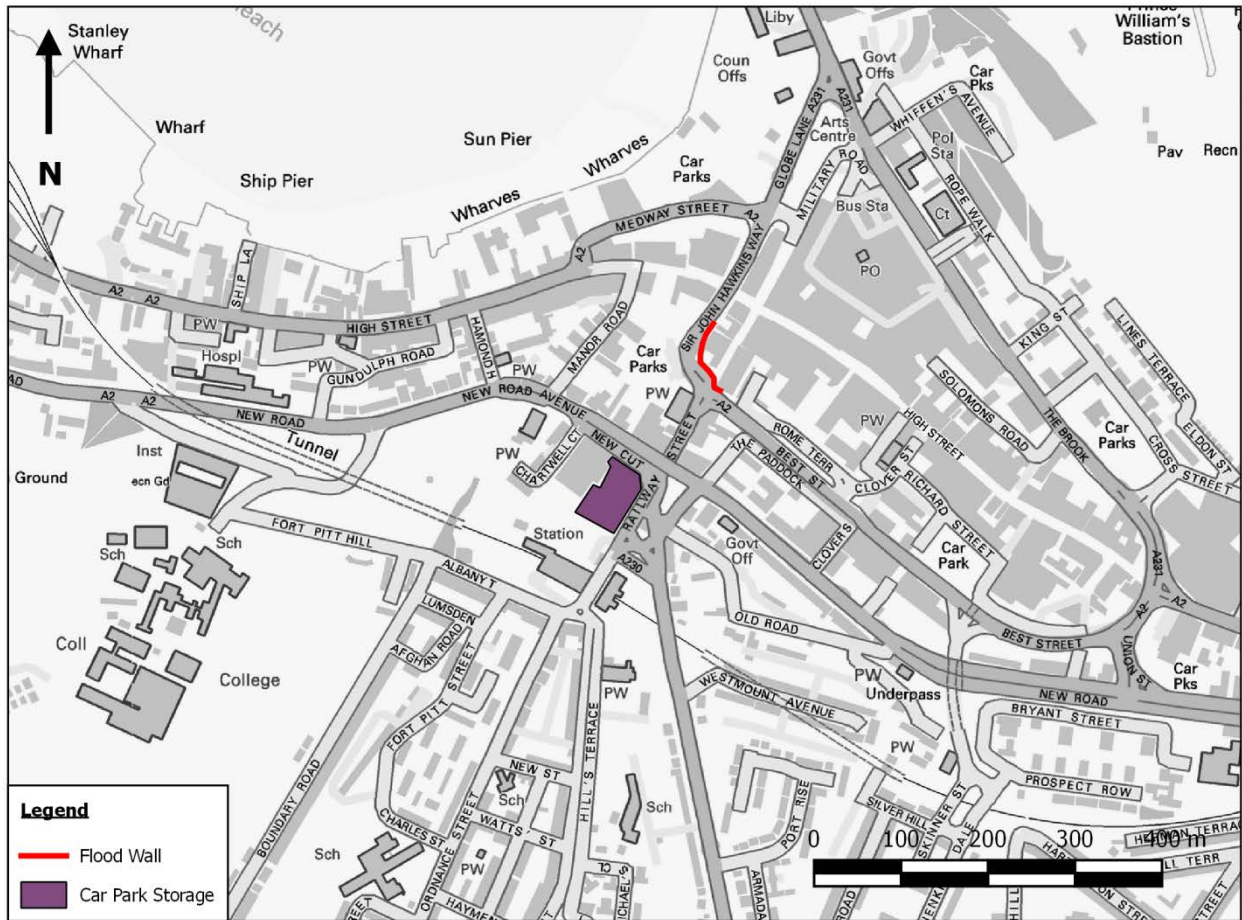 each
Stanley
Wharf
N
Wharf
Ship Pier
Sun Pier
Wharves
Wharves
Liby
Coun
Offs
Govt
Offs
Car
Pks
William's
Bastion
WHIFFEN'S AVENUE
Arts
Centre
Pol
Sta
Pav
Recn
GLOBE LANE A231
A231
MILITARY ROAD
Bus Sta
ROPE WALK
Ct
PO
Car
Parks
MEDWAY STREET
A2
A2
SIR JOHN HAWKINS WAY
A2
A2
SHIP LA
HIGH STREET
PW
Hospl
PW
GUNDULPH ROAD
HAMOND H
PW
MANOR ROAD
Car
Parks
PW
KING ST
LINES TERRACE
SOLOMONS ROAD
THE BROOK
Car
Parks
CROSS STREET
ELDON ST
A2
A2
NEW ROAD
NEW ROAD AVENUE
NEW CUT
Tunnel
PW
CHARTWELL CT
RAILWAY
STREET
A2
ROME TERR
BEST ST
THE PADDOCK
PW
HIGH STREET
CLOVER ST
RICHARD STREET
Inst
ecn Gd
Ground
Sch
Sch
FORT PITT HILL
Station
A230
Govt
Off
CLOVER'S
Car
Park
A231
A2
ALBANY T
LUMSDEN
AFGHAN ROAD
Coll
College
FORT PITT STREET
OLD ROAD
BEST STREET
UNION ST
Car
Pks
PW
WESTMOUNT AVENUE
PW
Underpass
NEW ROAD
BRYANT STREET
PW
PROSPECT ROW
BOUNDARY ROAD
NEW ST
Sch
HILL'S TERRACE
Sch
PORT RISE
SILVER HILL
SKINNER ST
DALE
CHARLES ST
WATTS' ST
PW
Sch
ORDNANCE STREET
ARMADA
0 100 200 300 400 m
Legend
Flood Wall
Car Park Storage